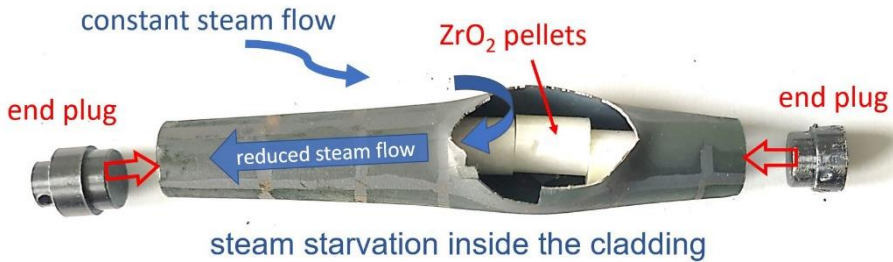 constant steam flow
ZrO₂ pellets
end plug
end plug
reduced steam flow
steam starvation inside the cladding